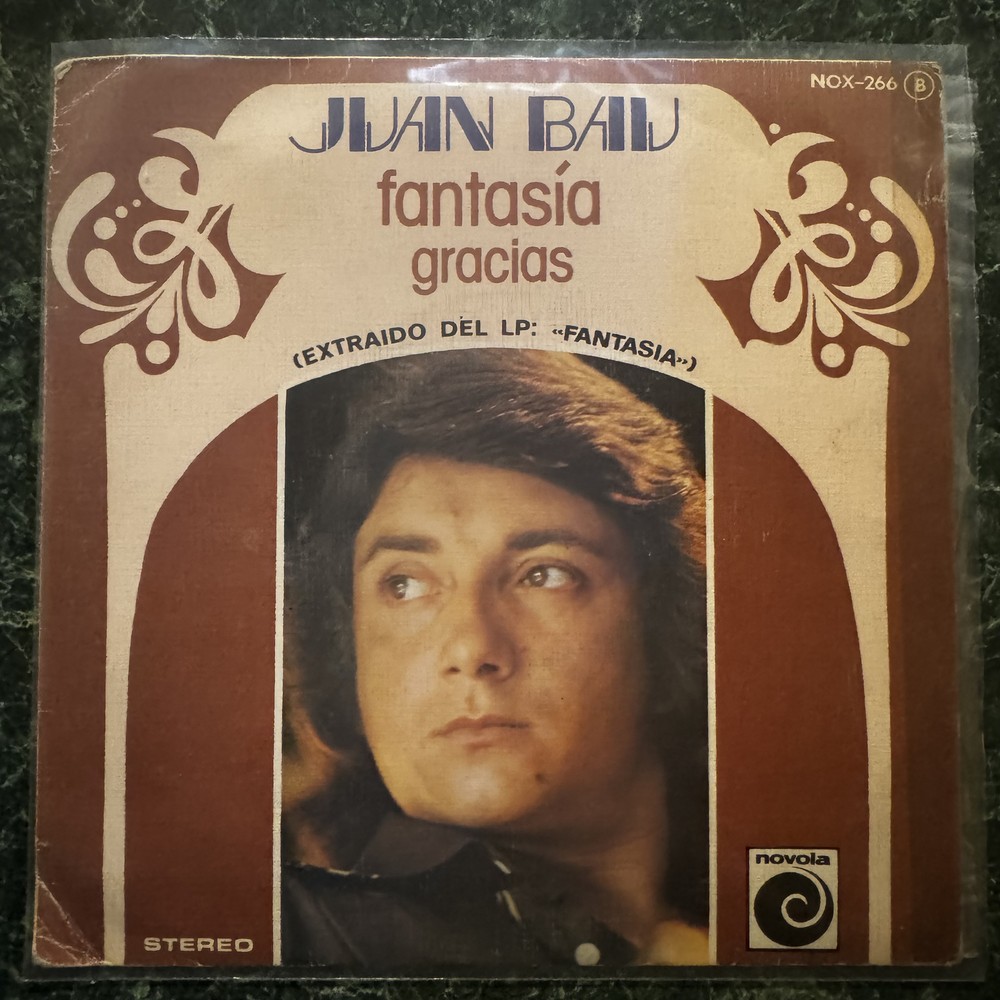 NOX-266 B
JUAN BAU
fantasía
gracias
(EXTRAIDO DEL LP: «FANTASIA»)
novola
STEREO